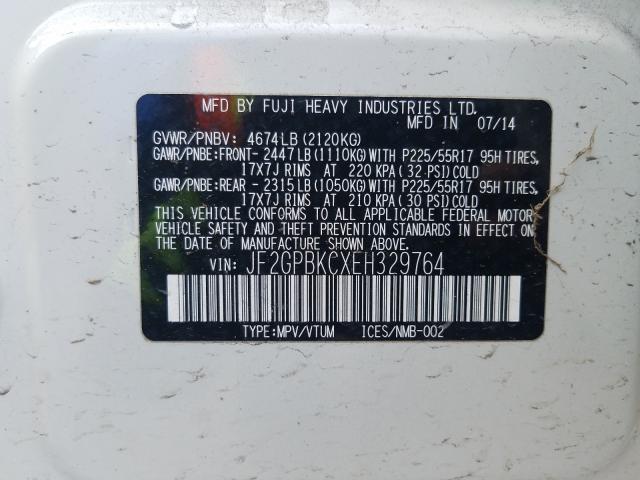 MFD BY FUJI HEAVY INDUSTRIES LTD.
MFD IN 07/14
GVWR/PNBV: 4674LB(2120KG)
GAWR/PNBE:FRONT-2447LB(1110KG)WITH P225/55R17 95H TIRES,
17X7J RIMS AT 220 KPA(32 PSI)COLD
GAWR/PNBE:REAR -2315LB(1050KG)WITH P225/55R17 95H TIRES,
17X7J RIMS AT 210 KPA(30 PSI)COLD
THIS VEHICLE CONFORMS TO ALL APPLICABLE FEDERAL MOTOR
VEHICLE SAFETY AND THEFT PREVENTION STANDARDS IN EFFECT
ON THE DATE OF MANUFACTURE SHOWN ABOVE.
VIN: JF2GPBKCXEH329764
TYPE:MPV/VTUM ICES/NMB-002